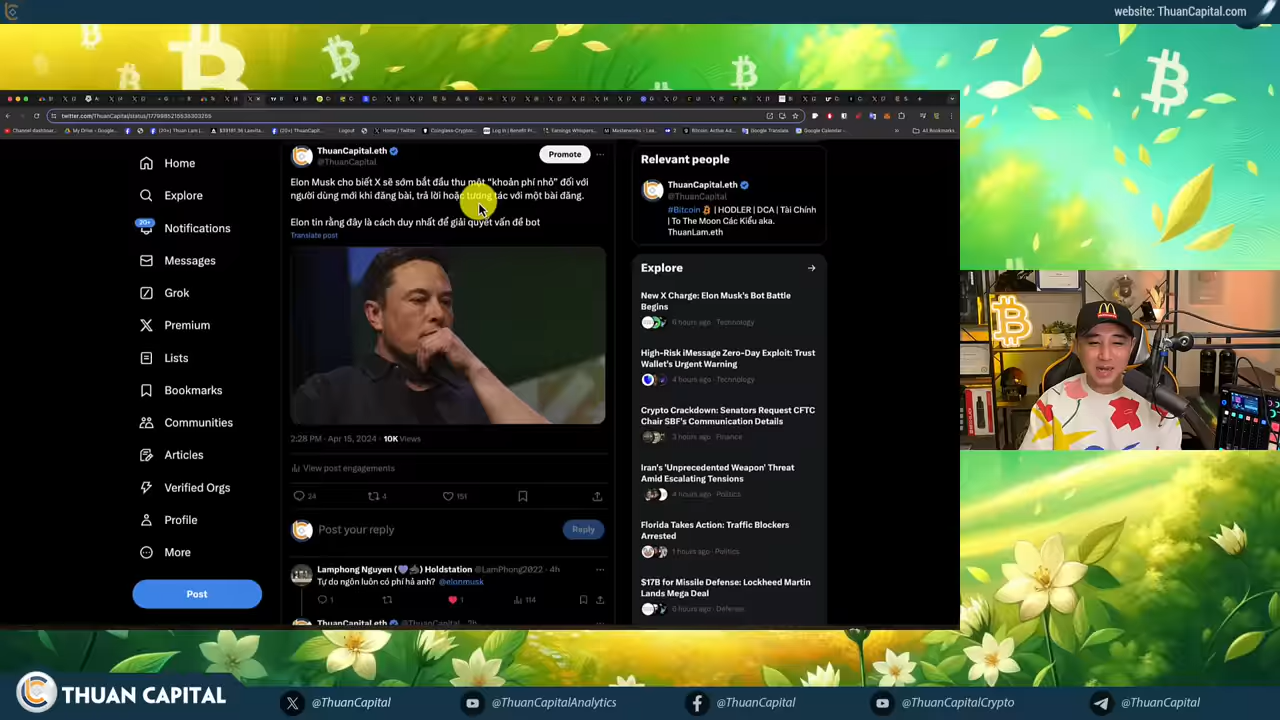 website: ThuanCapital.com
twitter.com/ThuanCapital/status/1779985215536303255
Home
Explore
20+
Notifications
Messages
Grok
Premium
Lists
Bookmarks
Communities
Articles
Verified Orgs
Profile
More
Post
ThuanCapital.eth
@ThuanCapital
Promote
Elon Musk cho biết X sẽ sớm bắt đầu thu một "khoản phí nhỏ" đối với
người dùng mới khi đăng bài, trả lời hoặc tương tác với một bài đăng.
Elon tin rằng đây là cách duy nhất để giải quyết vấn đề bot
Translate post
2:28 PM · Apr 15, 2024 · 10K Views
View post engagements
24
4
151
Post your reply
Reply
Lamphong Nguyen ( ) Holdstation @LamPhong2022 · 4h
Tự do ngôn luôn có phí hả anh? @elonmusk
1
1
114
ThuanCapital.eth @ThuanCapital
Relevant people
ThuanCapital.eth
@ThuanCapital
#Bitcoin | HODLER | DCA | Tài Chính
| To The Moon Các Kiểu aka.
ThuanLam.eth
Explore
New X Charge: Elon Musk's Bot Battle
Begins
6 hours ago · Technology
High-Risk iMessage Zero-Day Exploit: Trust
Wallet's Urgent Warning
4 hours ago · Technology
Crypto Crackdown: Senators Request CFTC
Chair SBF's Communication Details
3 hours ago · Finance
Iran's 'Unprecedented Weapon' Threat
Amid Escalating Tensions
4 hours ago · Politics
Florida Takes Action: Traffic Blockers
Arrested
1 hours ago · Politics
$17B for Missile Defense: Lockheed Martin
Lands Mega Deal
6 hours ago · Defense
THUAN CAPITAL
@ThuanCapital
@ThuanCapitalAnalytics
@ThuanCapital
@ThuanCapitalCrypto
@ThuanCapital